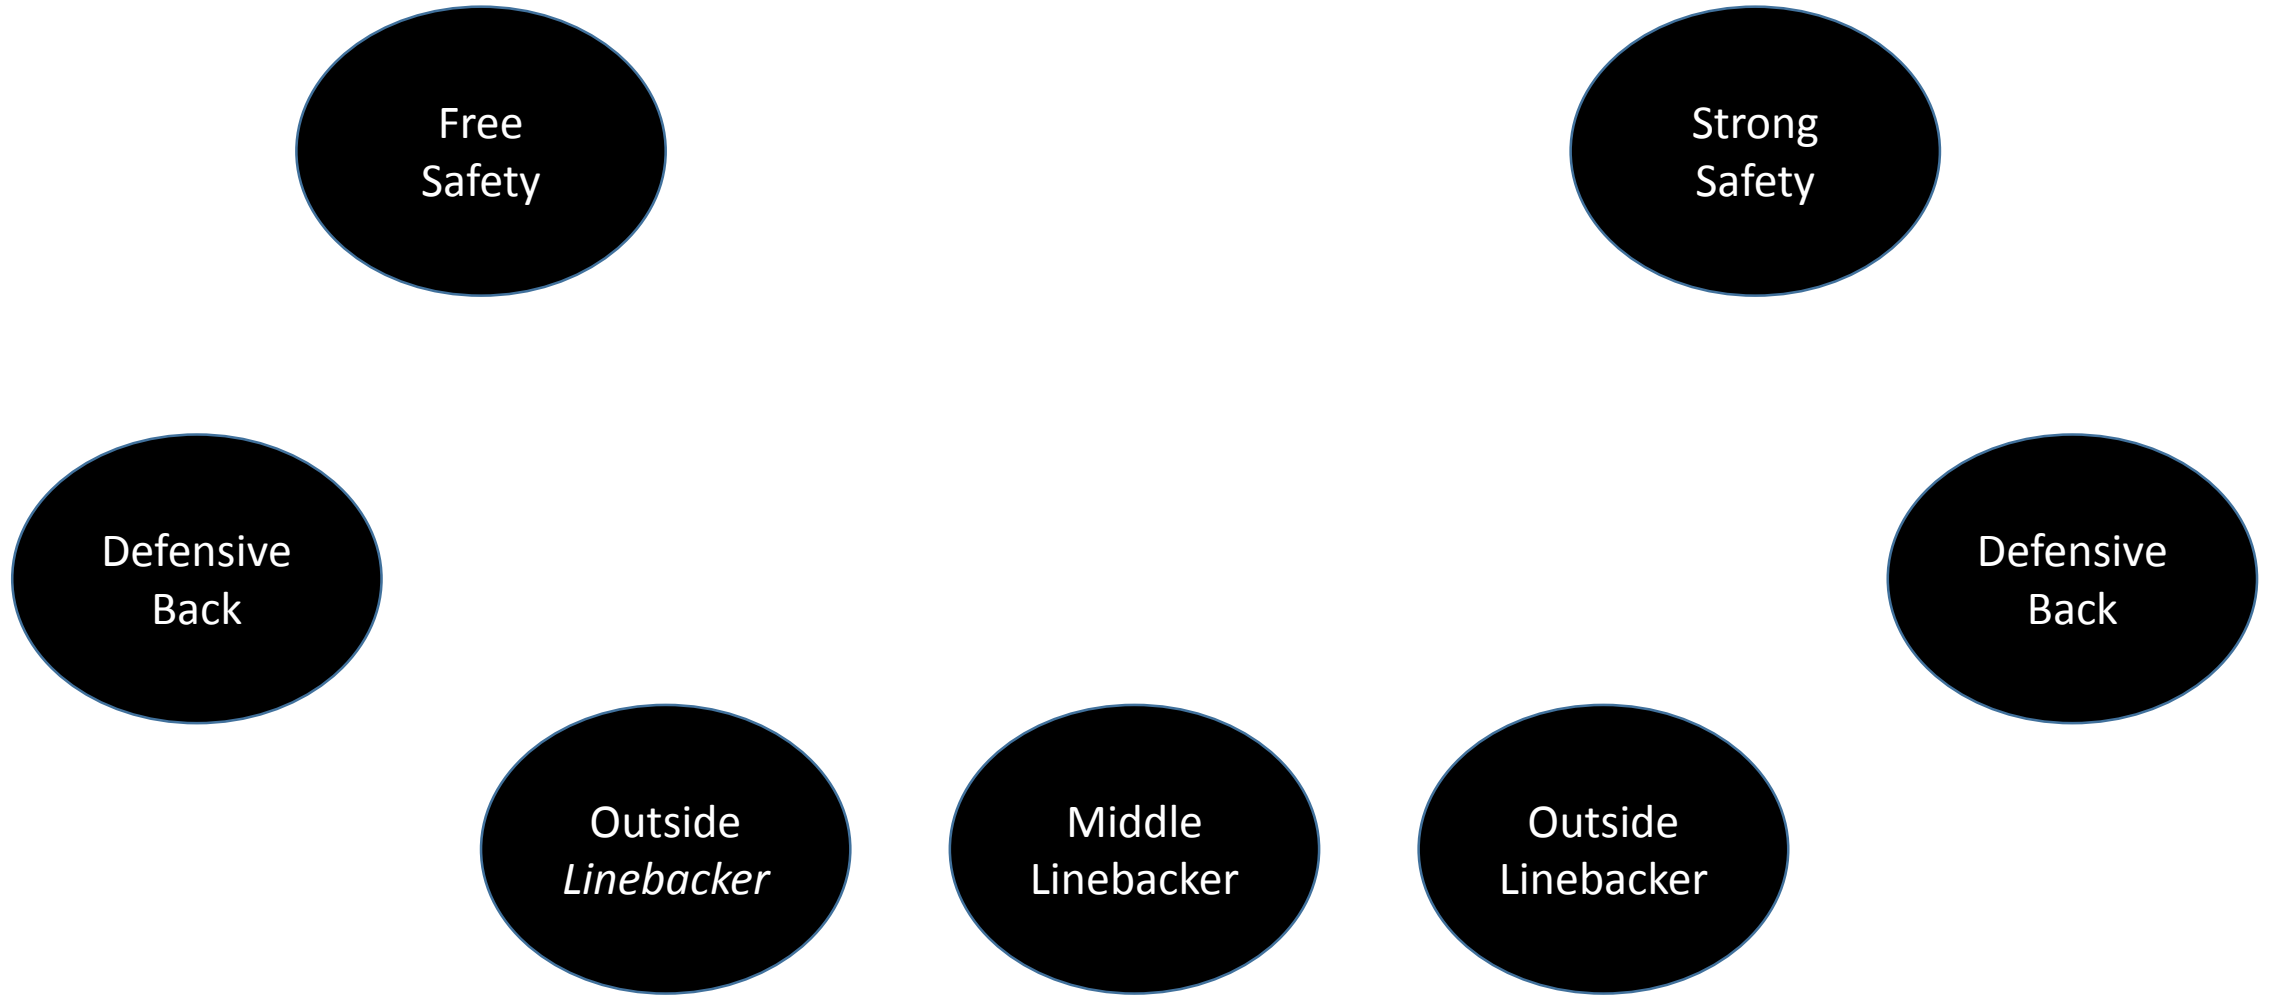 Free
Safety
Strong
Safety
Defensive
Back
Defensive
Back
Outside
Linebacker
Middle
Linebacker
Outside
Linebacker